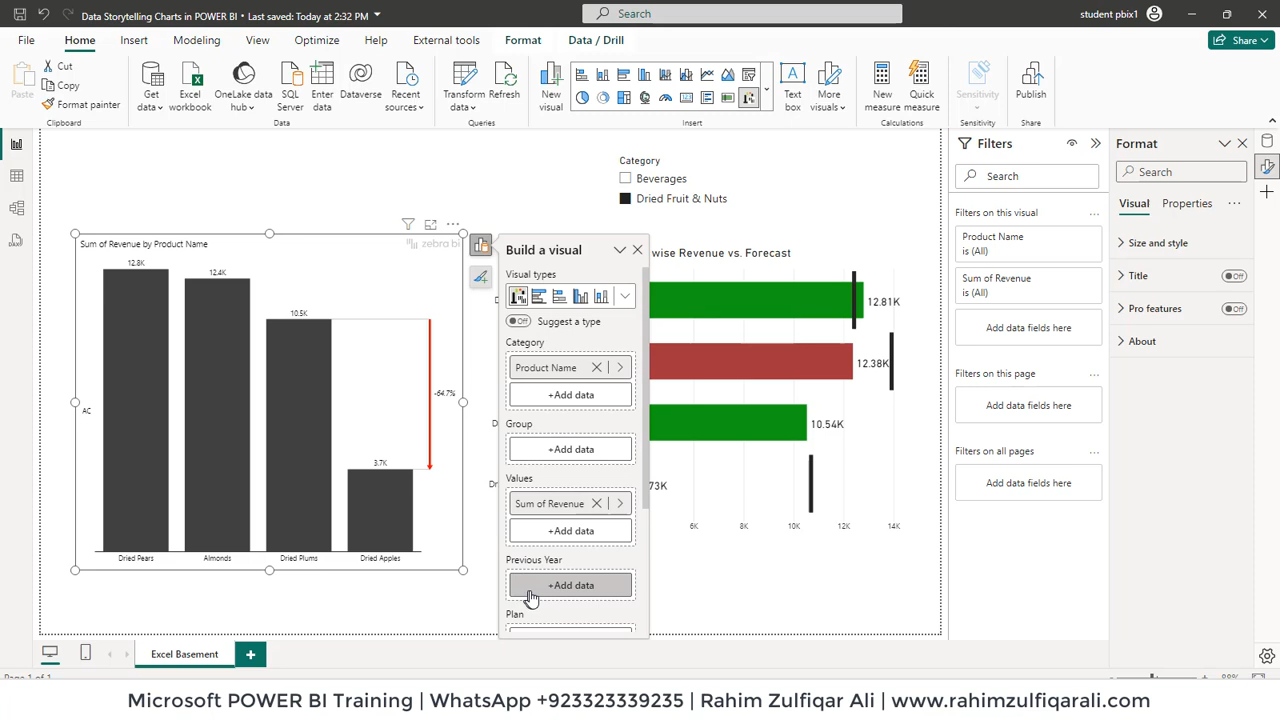 Data Storytelling Charts in POWER BI • Last saved: Today at 2:32 PM
Search
student pbix1
File
Home
Insert
Modeling
View
Optimize
Help
External tools
Format
Data / Drill
Share
Paste
Cut
Copy
Format painter
Clipboard
Get data
Excel workbook
OneLake data hub
SQL Server
Enter data
Dataverse
Recent sources
Data
Transform data
Refresh
Queries
New visual
Text box
More visuals
Insert
New measure
Quick measure
Calculations
Sensitivity
Sensitivity
Publish
Share
Category
Beverages
Dried Fruit & Nuts
Sum of Revenue by Product Name
zebra bi
12.8K
12.4K
10.5K
3.7K
-64.7%
AC
Dried Pears
Almonds
Dried Plums
Dried Apples
Build a visual
Visual types
Off
Suggest a type
Category
Product Name
+Add data
Group
+Add data
Values
Sum of Revenue
+Add data
Previous Year
+Add data
Plan
wise Revenue vs. Forecast
12.81K
12.38K
10.54K
73K
6K
8K
10K
12K
14K
Filters
Search
Filters on this visual
Product Name
is (All)
Sum of Revenue
is (All)
Add data fields here
Filters on this page
Add data fields here
Filters on all pages
Add data fields here
Format
Search
Visual
Properties
Size and style
Title
Off
Pro features
Off
About
Excel Basement
Microsoft POWER BI Training | WhatsApp +923323339235 | Rahim Zulfiqar Ali | www.rahimzulfiqarali.com